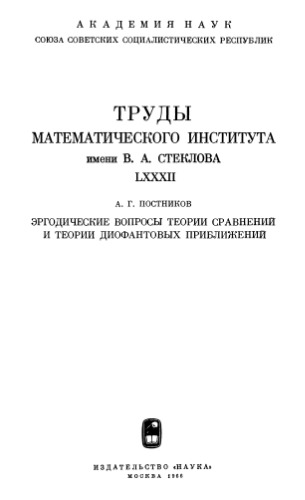 АКАДЕМИЯ НАУК
СОЮЗА СОВЕТСКИХ СОЦИАЛИСТИЧЕСКИХ РЕСПУБЛИК
ТРУДЫ
МАТЕМАТИЧЕСКОГО ИНСТИТУТА
имени В. А. СТЕКЛОВА
LXXXII
А. Г. ПОСТНИКОВ
ЭРГОДИЧЕСКИЕ ВОПРОСЫ ТЕОРИИ СРАВНЕНИЙ
И ТЕОРИИ ДИОФАНТОВЫХ ПРИБЛИЖЕНИЙ
ИЗДАТЕЛЬСТВО «НАУКА»
МОСКВА 1966